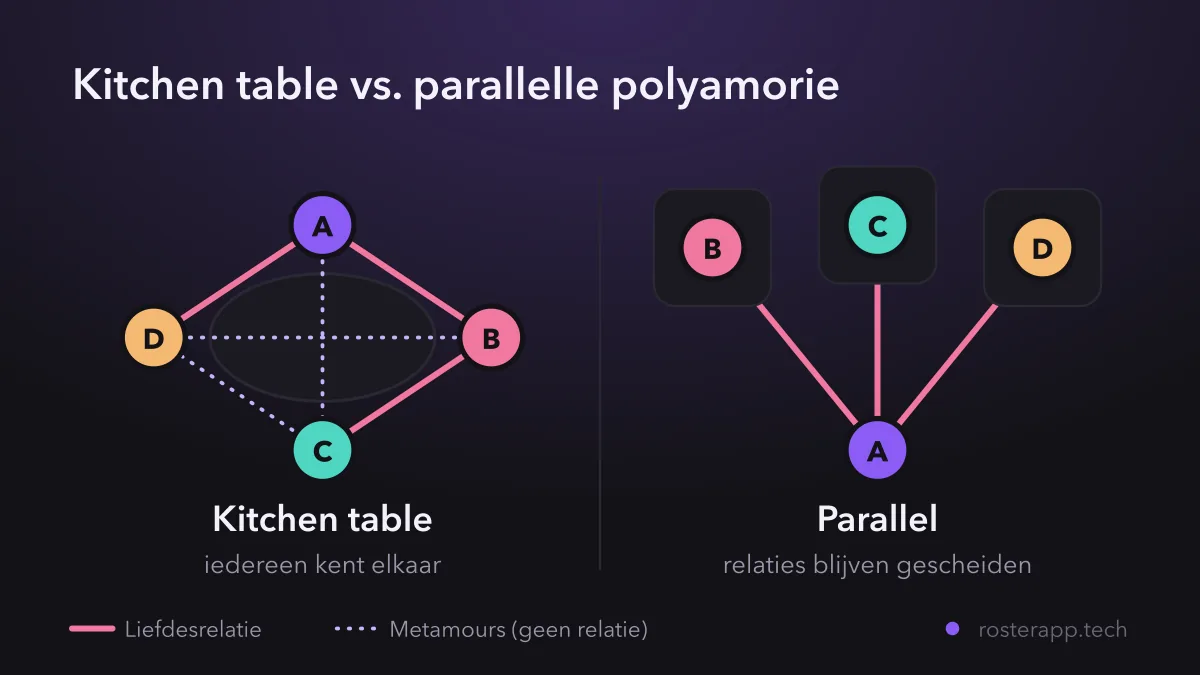 Kitchen table vs. parallelle polyamorie
A
D
B
C
Kitchen table
iedereen kent elkaar
B
C
D
A
Parallel
relaties blijven gescheiden
Liefdesrelatie
Metamours (geen relatie)
rosterapp.tech